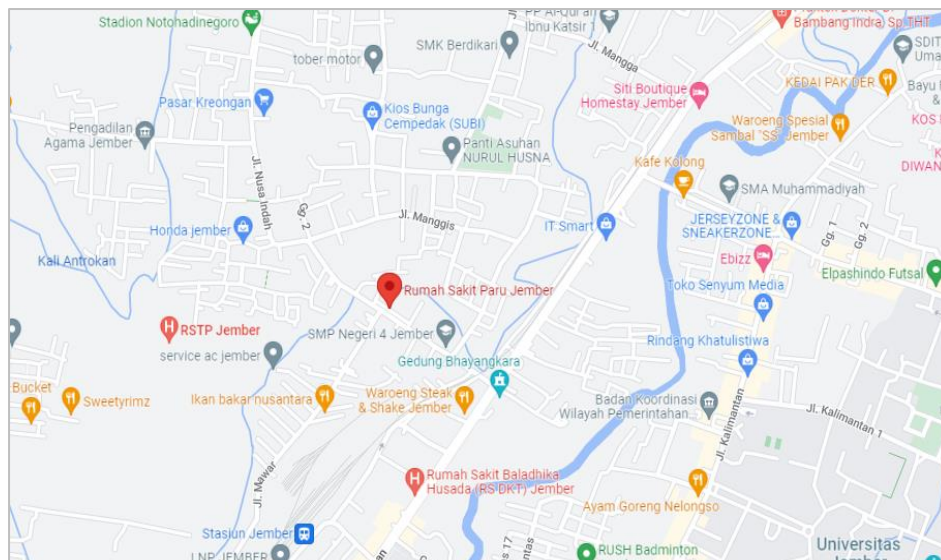 Stadion Notohadinegoro
PP Al-Qur'an
Ibnu Katsir 1
Bambang Indra, Sp.THT
SMK Berdikari
tober motor
Jl. Mangga
SDIT
Uma
KEDAI PAK DER
Bayu
Siti Boutique
Homestay Jember
KOS
Pasar Kreongan
Kios Bunga
Cempedak (SUBI)
Waroeng Spesial
Sambal "SS" Jember
DIWAN
Pengadilan
Agama Jember
Panti Asuhan
NURUL HUSNA
Jl. Nusa Indah
Kafe Kolong
SMA Muhammadiyah
Gg. 2
Jl. Manggis
IT Smart
JERSEYZONE &
SNEAKERZONE...
Gg. 1
Gg. 2
Honda jember
Ebizz
Kali Antrokan
Elpashindo Futsal
Rumah Sakit Paru Jember
Toko Senyum Media
RSTP Jember
SMP Negeri 4 Jember
Rindang Khatulistiwa
service ac jember
Gedung Bhayangkara
Bucket
Sweetyrimz
Ikan bakar nusantara
Waroeng Steak
& Shake Jember
Badan Koordinasi
Wilayah Pemerintahan...
Jl. Kalimantan 1
Jl. Kalimantan
Jl. Mawar
Rumah Sakit Baladhika
Husada (RS DKT) Jember
Ayam Goreng Nelongso
Stasiun Jember
LNP JEMBER
RUSH Badminton
Universitas